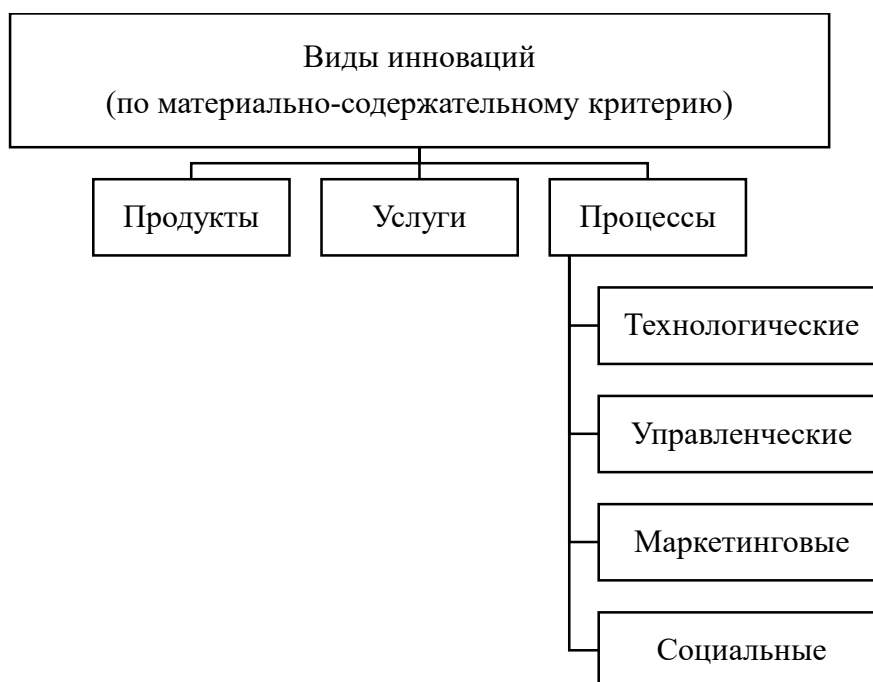 Виды инноваций
(по материально-содержательному критерию)
Продукты
Услуги
Процессы
Технологические
Управленческие
Маркетинговые
Социальные